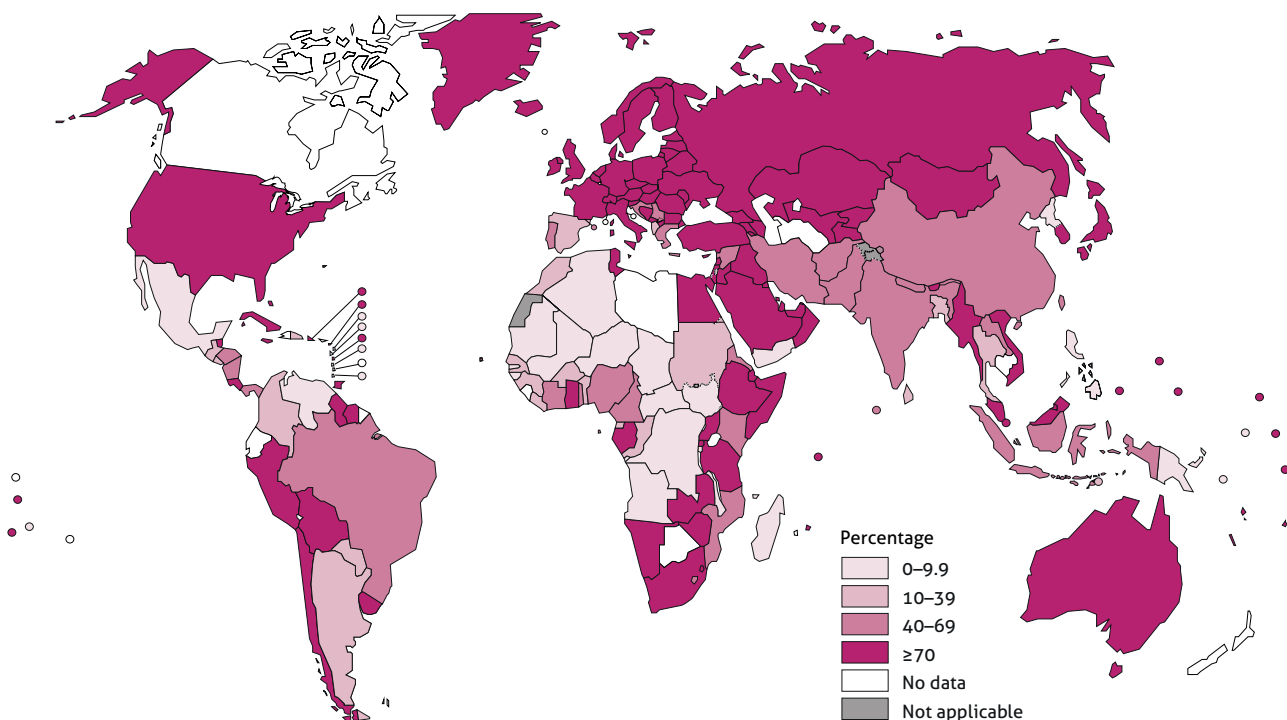 Percentage
0–9.9
10–39
40–69
≥70
No data
Not applicable